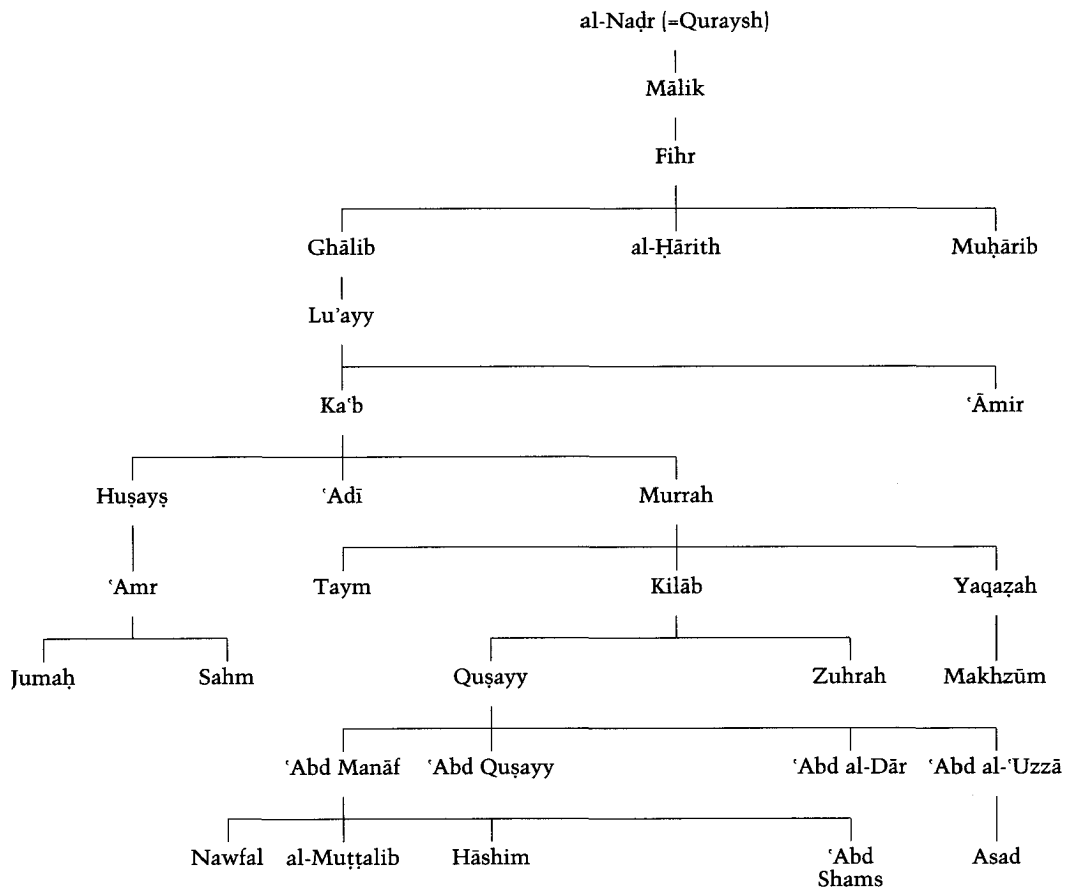 al-Naḍr (=Quraysh)
Mālik
Fihr
Ghālib al-Ḥārith Muḥārib
Lu’ayy
Ka‘b ‘Āmir
Huṣayṣ ‘Adī Murrah
‘Amr Taym Kilāb Yaqaẓah
Jumaḥ Sahm Quṣayy Zuhrah Makhzūm
‘Abd Manāf ‘Abd Quṣayy ‘Abd al-Dār ‘Abd al-‘Uzzā
Nawfal al-Muṭṭalib Hāshim ‘Abd Shams Asad